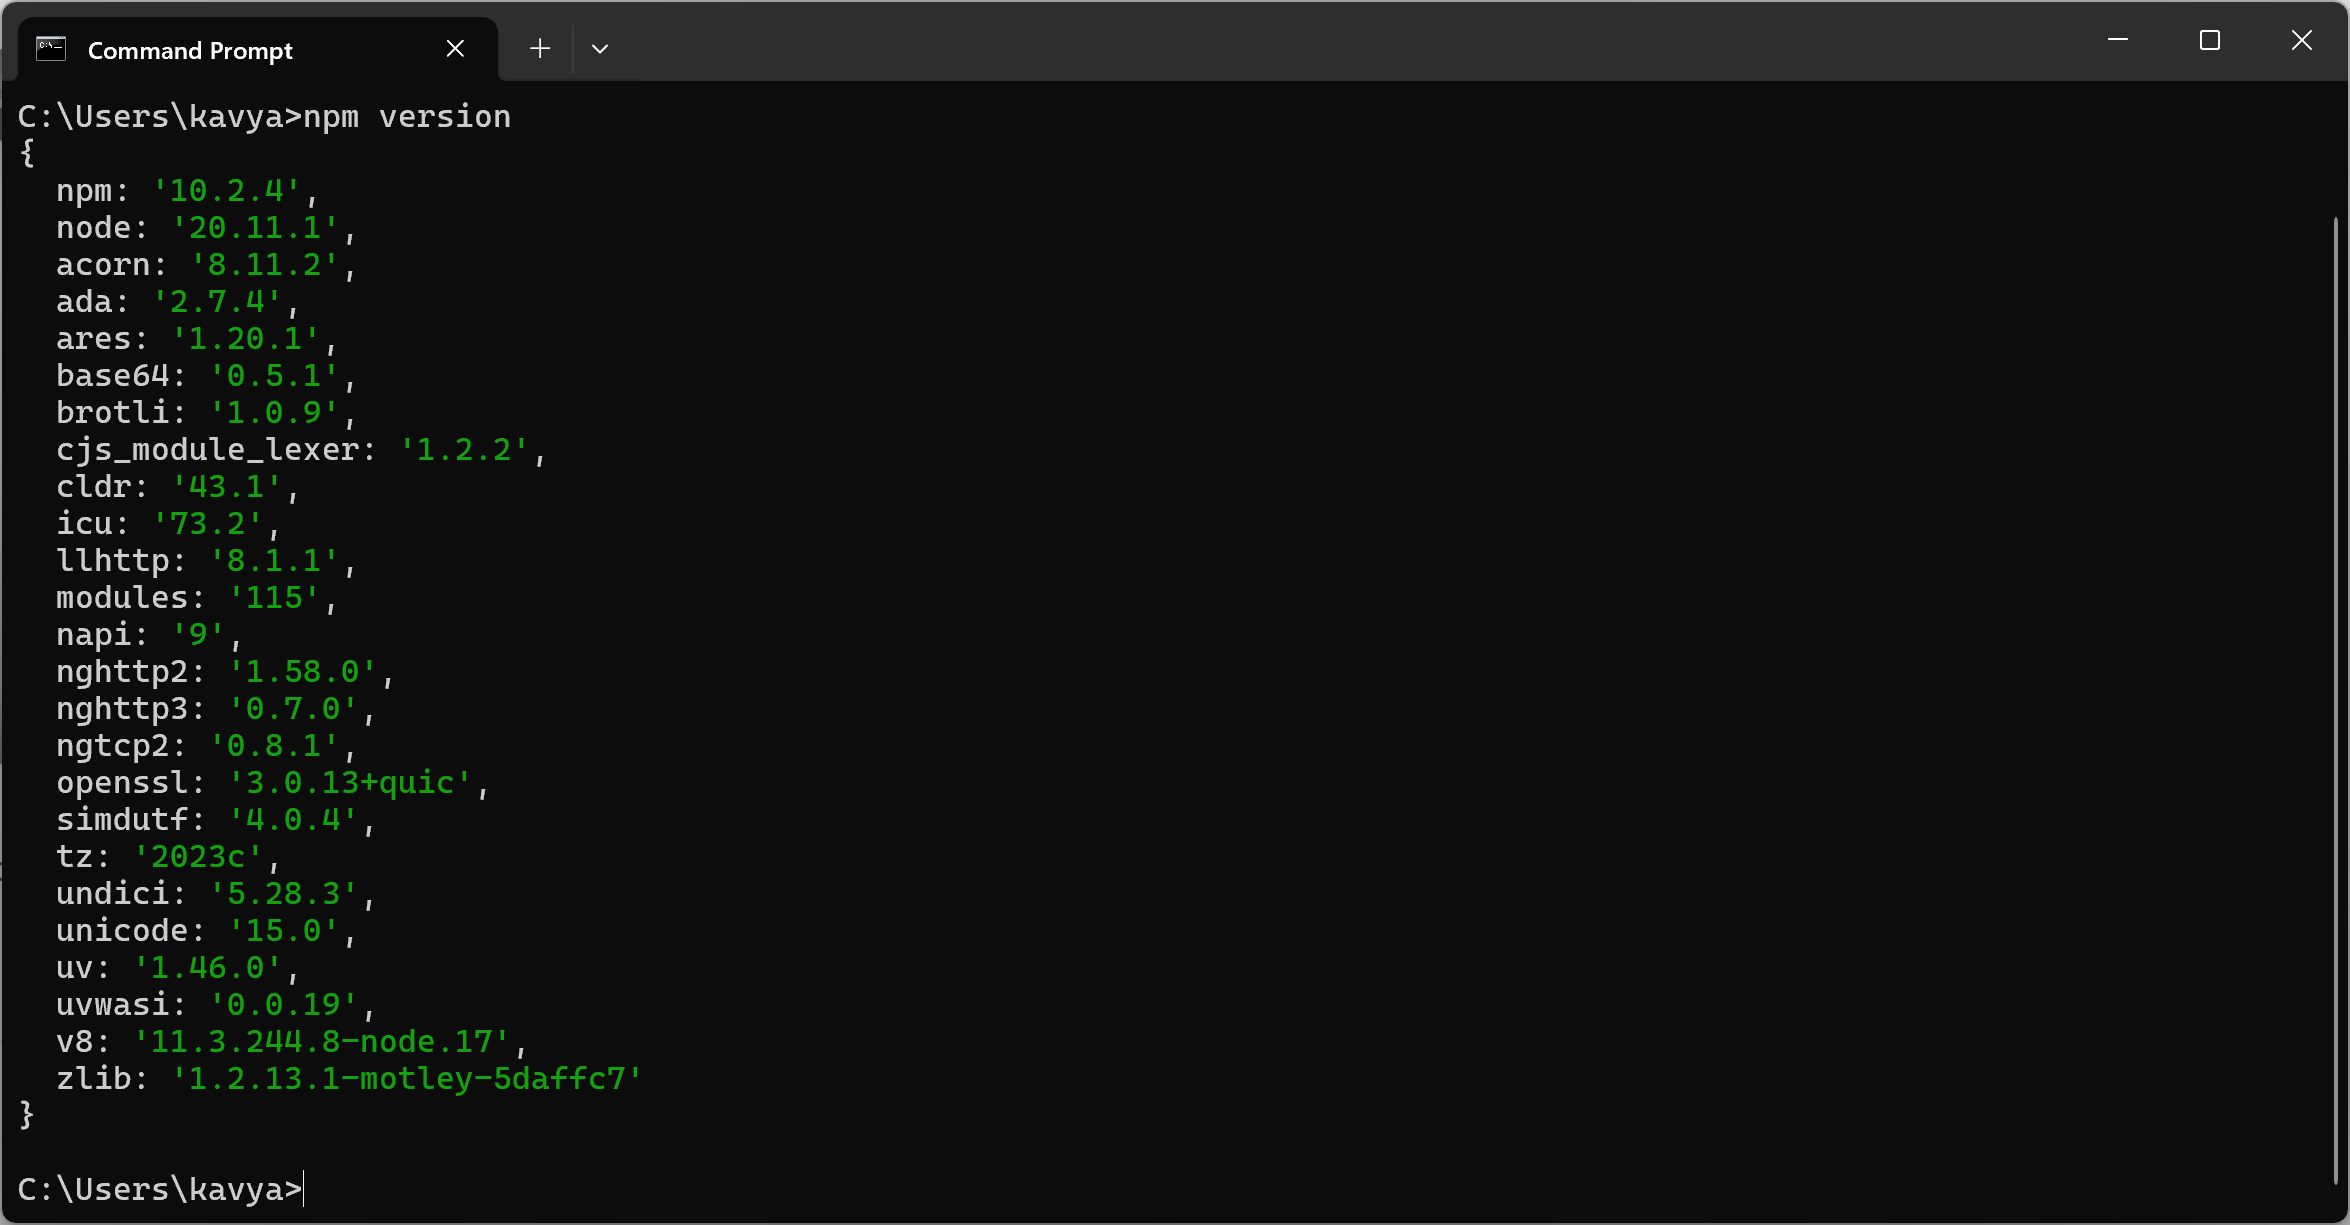 Command Prompt
C:\Users\kavya>npm version
{
  npm: '10.2.4',
  node: '20.11.1',
  acorn: '8.11.2',
  ada: '2.7.4',
  ares: '1.20.1',
  base64: '0.5.1',
  brotli: '1.0.9',
  cjs_module_lexer: '1.2.2',
  cldr: '43.1',
  icu: '73.2',
  llhttp: '8.1.1',
  modules: '115',
  napi: '9',
  nghttp2: '1.58.0',
  nghttp3: '0.7.0',
  ngtcp2: '0.8.1',
  openssl: '3.0.13+quic',
  simdutf: '4.0.4',
  tz: '2023c',
  undici: '5.28.3',
  unicode: '15.0',
  uv: '1.46.0',
  uvwasi: '0.0.19',
  v8: '11.3.244.8-node.17',
  zlib: '1.2.13.1-motley-5daffc7'
}
C:\Users\kavya>